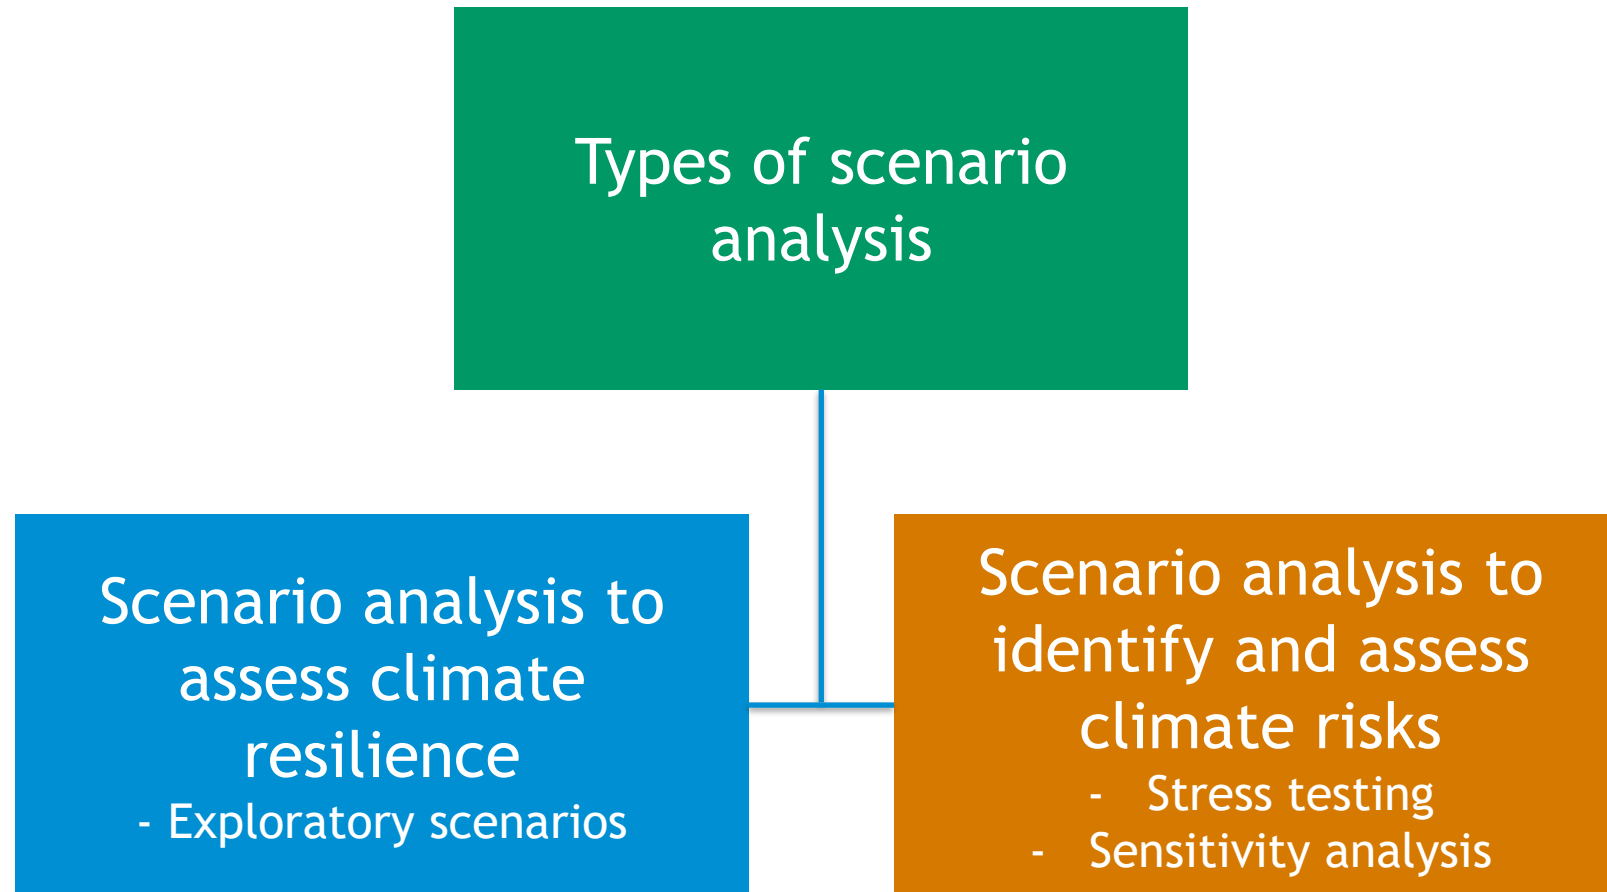 Types of scenario
analysis
Scenario analysis to
assess climate
resilience
- Exploratory scenarios
Scenario analysis to
identify and assess
climate risks
- Stress testing
- Sensitivity analysis